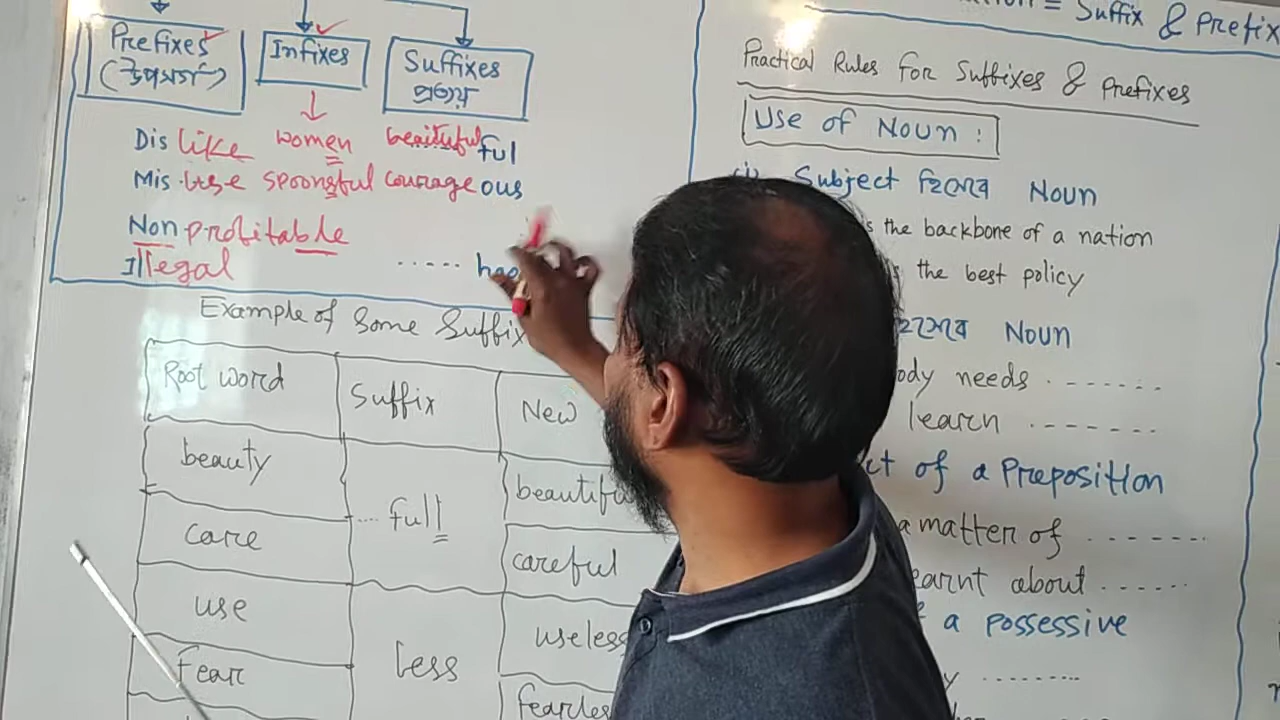 Prefixes
(উপসর্গ)
Infixes
Suffixes
প্রত্যয়
Dis like women ful
Mis use spoonsful courage ous
Non profitable
Illegal .....
Example of Some Suffix
Root word Suffix New
beauty .... full
care careful
use less useless
fear
= Suffix & Prefix
Practical Rules for Suffixes & Prefixes
Use of Noun :
Subject হিসেবে Noun
is the backbone of a nation
the best policy
হিসেবে Noun
needs .......
learn .......
of a Preposition
a matter of .......
about ......
a possessive